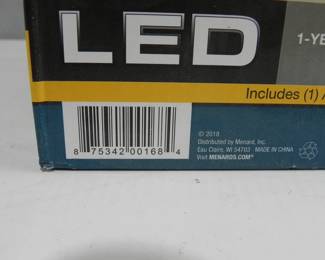 LED
1-YE
Includes (1) A
© 2018
Distributed by Menard, Inc.
Eau Claire, WI 54703 MADE IN CHINA
Visit MENARDS.COM®
8 75342 00168 4